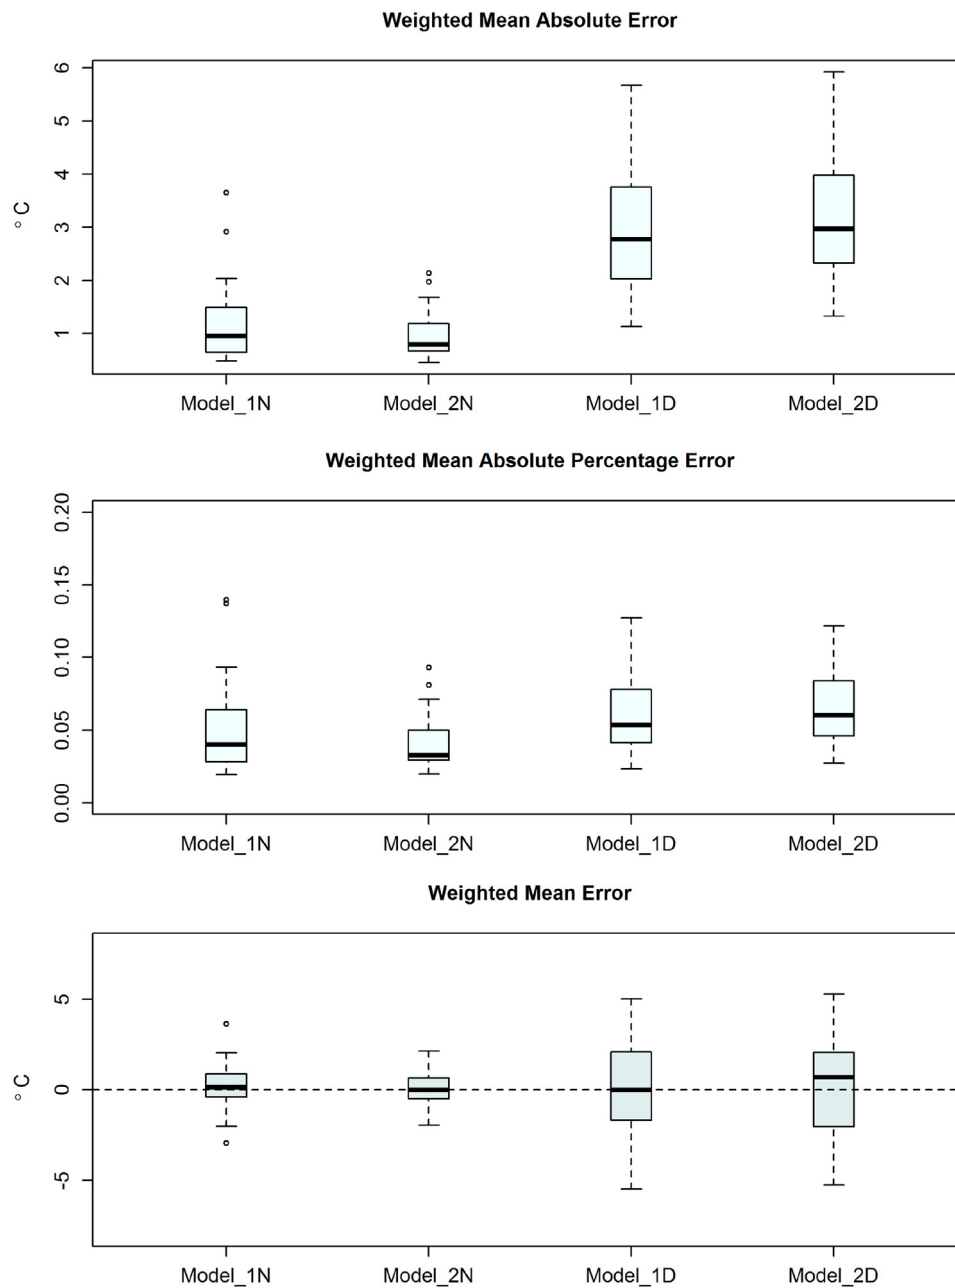 Weighted Mean Absolute Error
6
5
4
3
2
1
° C
Model_1N Model_2N Model_1D Model_2D
Weighted Mean Absolute Percentage Error
0.20
0.15
0.10
0.05
0.00
Model_1N Model_2N Model_1D Model_2D
Weighted Mean Error
5
0
-5
° C
Model_1N Model_2N Model_1D Model_2D